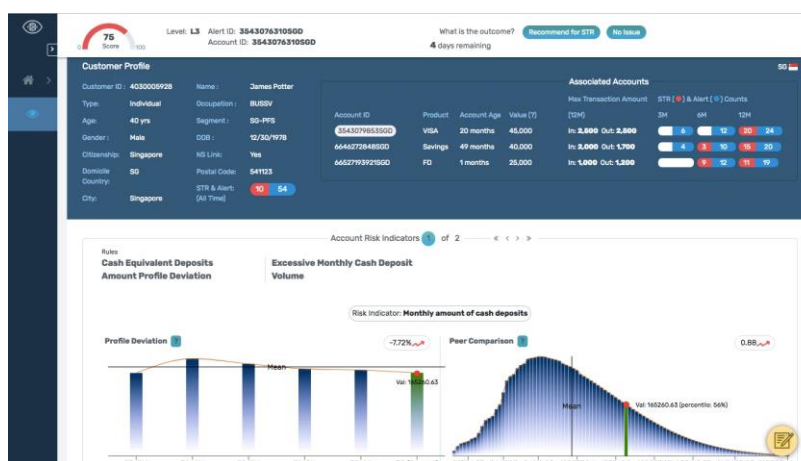 75
Score
0
100
Level: L3 Alert ID: 3543076310SGD
Account ID: 3543076310SGD
What is the outcome?
Recommend for STR
No Issue
4 days remaining
Customer Profile
SG
Customer ID : 4030005928
Name : James Potter
Type: Individual
Occupation : BUSSV
Age: 40 yrs
Segment : SG-PFS
Gender : Male
DOB : 12/30/1978
Citizenship: Singapore
NS Link: Yes
Domicile Country: SG
Postal Code: 541123
City: Singapore
STR & Alert: (All Time) 10 54
Associated Accounts
Account ID Product Account Age Value (?) Max Transaction Amount (12M) STR ( ) & Alert ( ) Counts
3M 6M 12M
3543079853SGD VISA 20 months 45,000 In: 2,500 Out: 2,500 6 12 20 24
6646272848SGD Savings 49 months 40,000 In: 2,000 Out: 1,700 4 3 10 15 20
66527193921SGD FD 1 months 25,000 In: 1,000 Out: 1,200 9 12 11 19
Account Risk Indicators 1 of 2 « < > »
Rules
Cash Equivalent Deposits
Amount Profile Deviation
Excessive Monthly Cash Deposit
Volume
Risk Indicator: Monthly amount of cash deposits
Profile Deviation ?
-7.72%
Mean
Val: 165260.63
Peer Comparison ?
0.88
Mean
Val: 165260.63 (percentile: 56%)